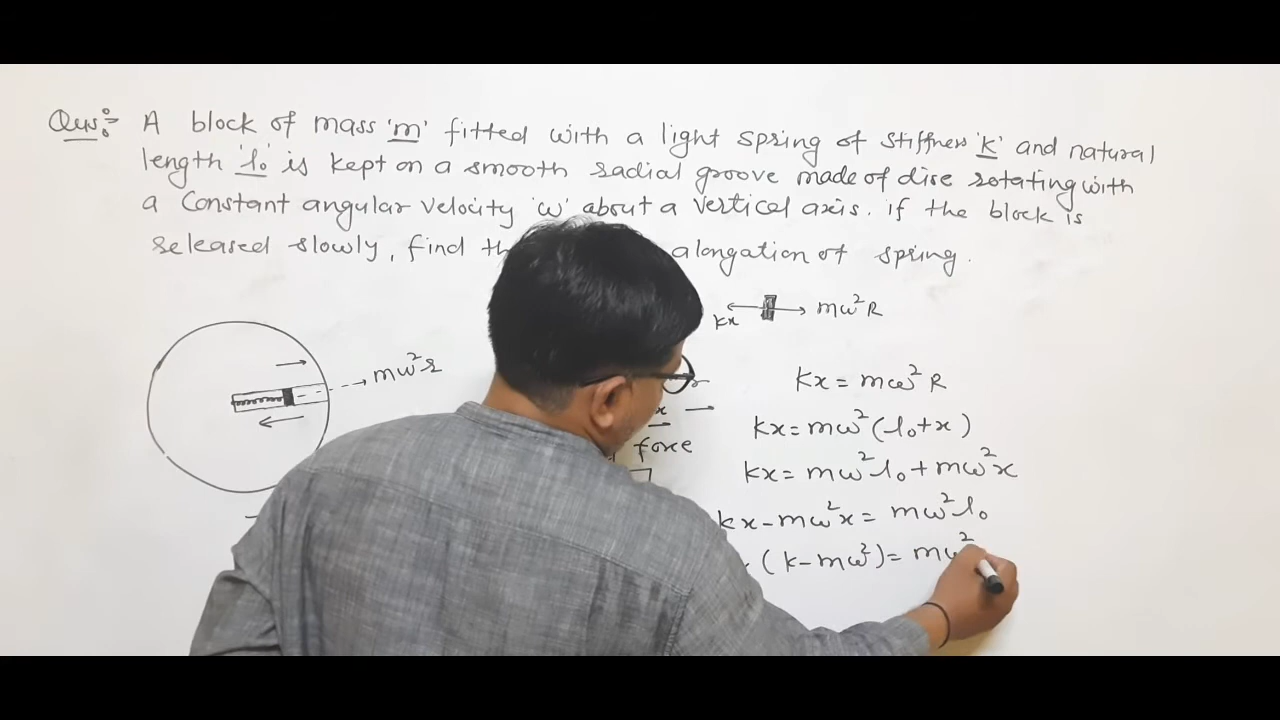 Ques:- A block of mass 'm' fitted with a light spring of stiffness 'k' and natural
length 'l₀' is kept on a smooth radial groove made of disc rotating with
a constant angular velocity 'ω' about a vertical axis. if the block is
released slowly, find th alongation of spring.
kx mω²R
mω²r
kx = mω²R
x
kx = mω²(l₀+x)
force
kx = mω²l₀ + mω²x
kx - mω²x = mω²l₀
(k - mω²) = mω²